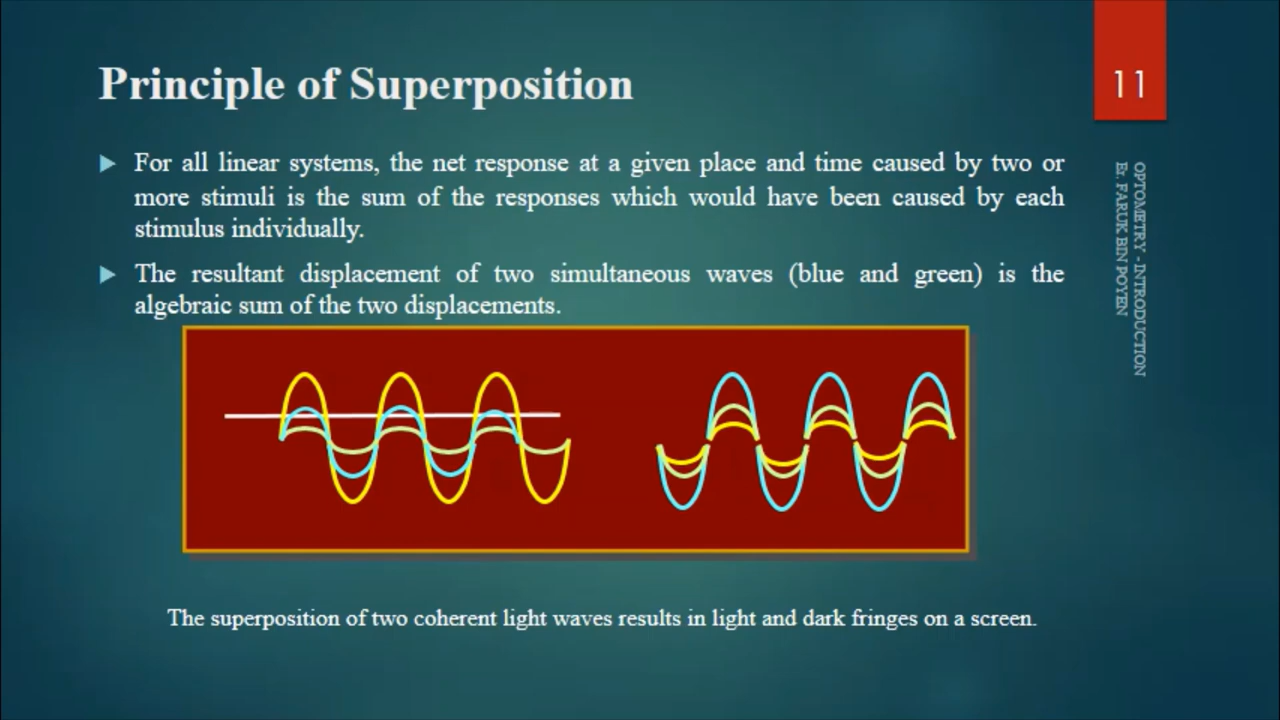 Principle of Superposition
11
For all linear systems, the net response at a given place and time caused by two or
more stimuli is the sum of the responses which would have been caused by each
stimulus individually.
The resultant displacement of two simultaneous waves (blue and green) is the
algebraic sum of the two displacements.
The superposition of two coherent light waves results in light and dark fringes on a screen.
OPTOMETRY - INTRODUCTION
Er. FARUK BIN POYEN